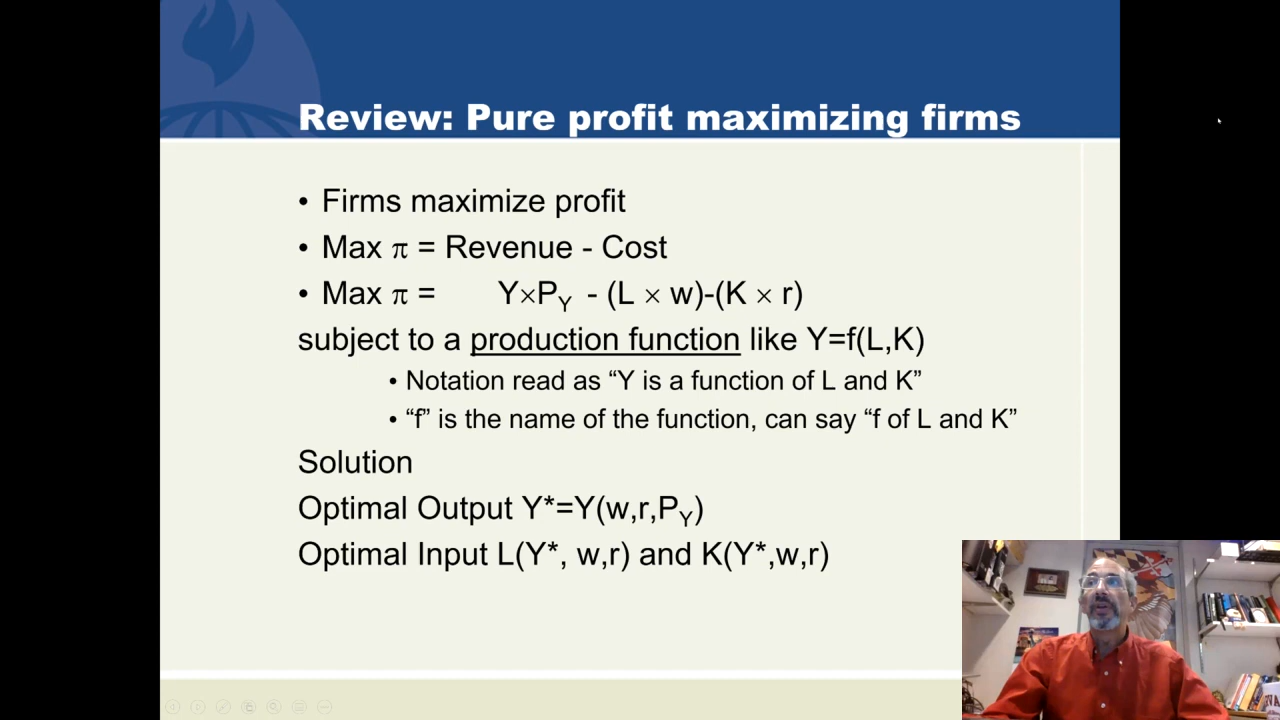 Review: Pure profit maximizing firms
• Firms maximize profit
• Max π = Revenue - Cost
• Max π = Y×P_Y - (L × w)-(K × r)
subject to a production function like Y=f(L,K)
• Notation read as “Y is a function of L and K”
• “f” is the name of the function, can say “f of L and K”
Solution
Optimal Output Y*=Y(w,r,P_Y)
Optimal Input L(Y*, w,r) and K(Y*,w,r)